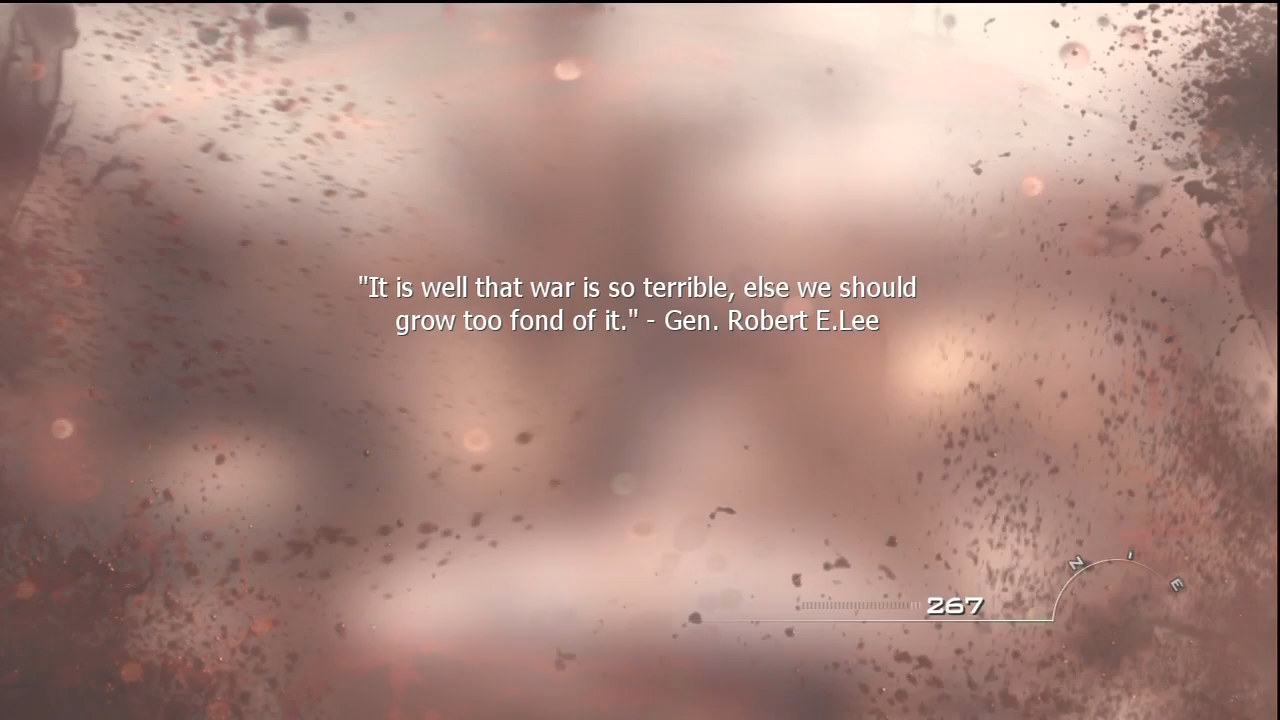 "It is well that war is so terrible, else we should
grow too fond of it." - Gen. Robert E.Lee
267
N
E